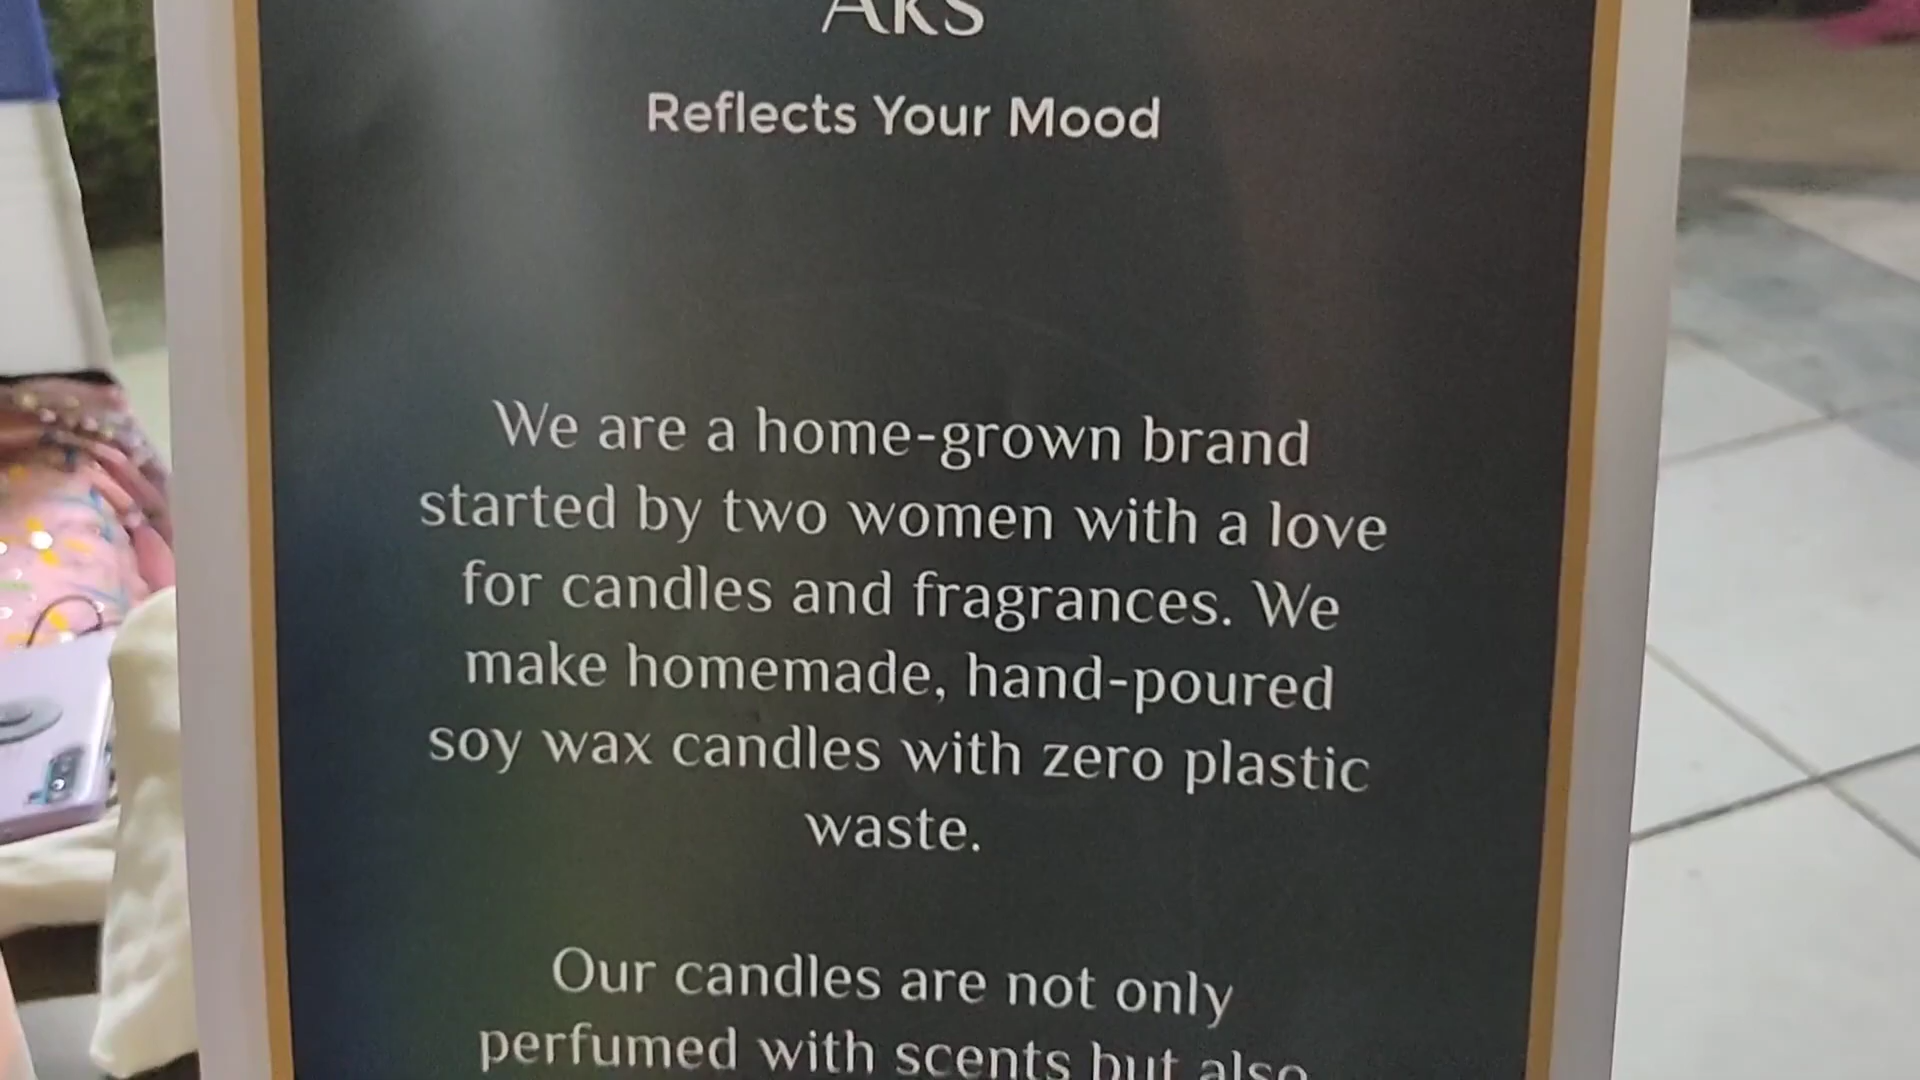 AKS
Reflects Your Mood
We are a home-grown brand
started by two women with a love
for candles and fragrances. We
make homemade, hand-poured
soy wax candles with zero plastic
waste.
Our candles are not only
perfumed with scents but also